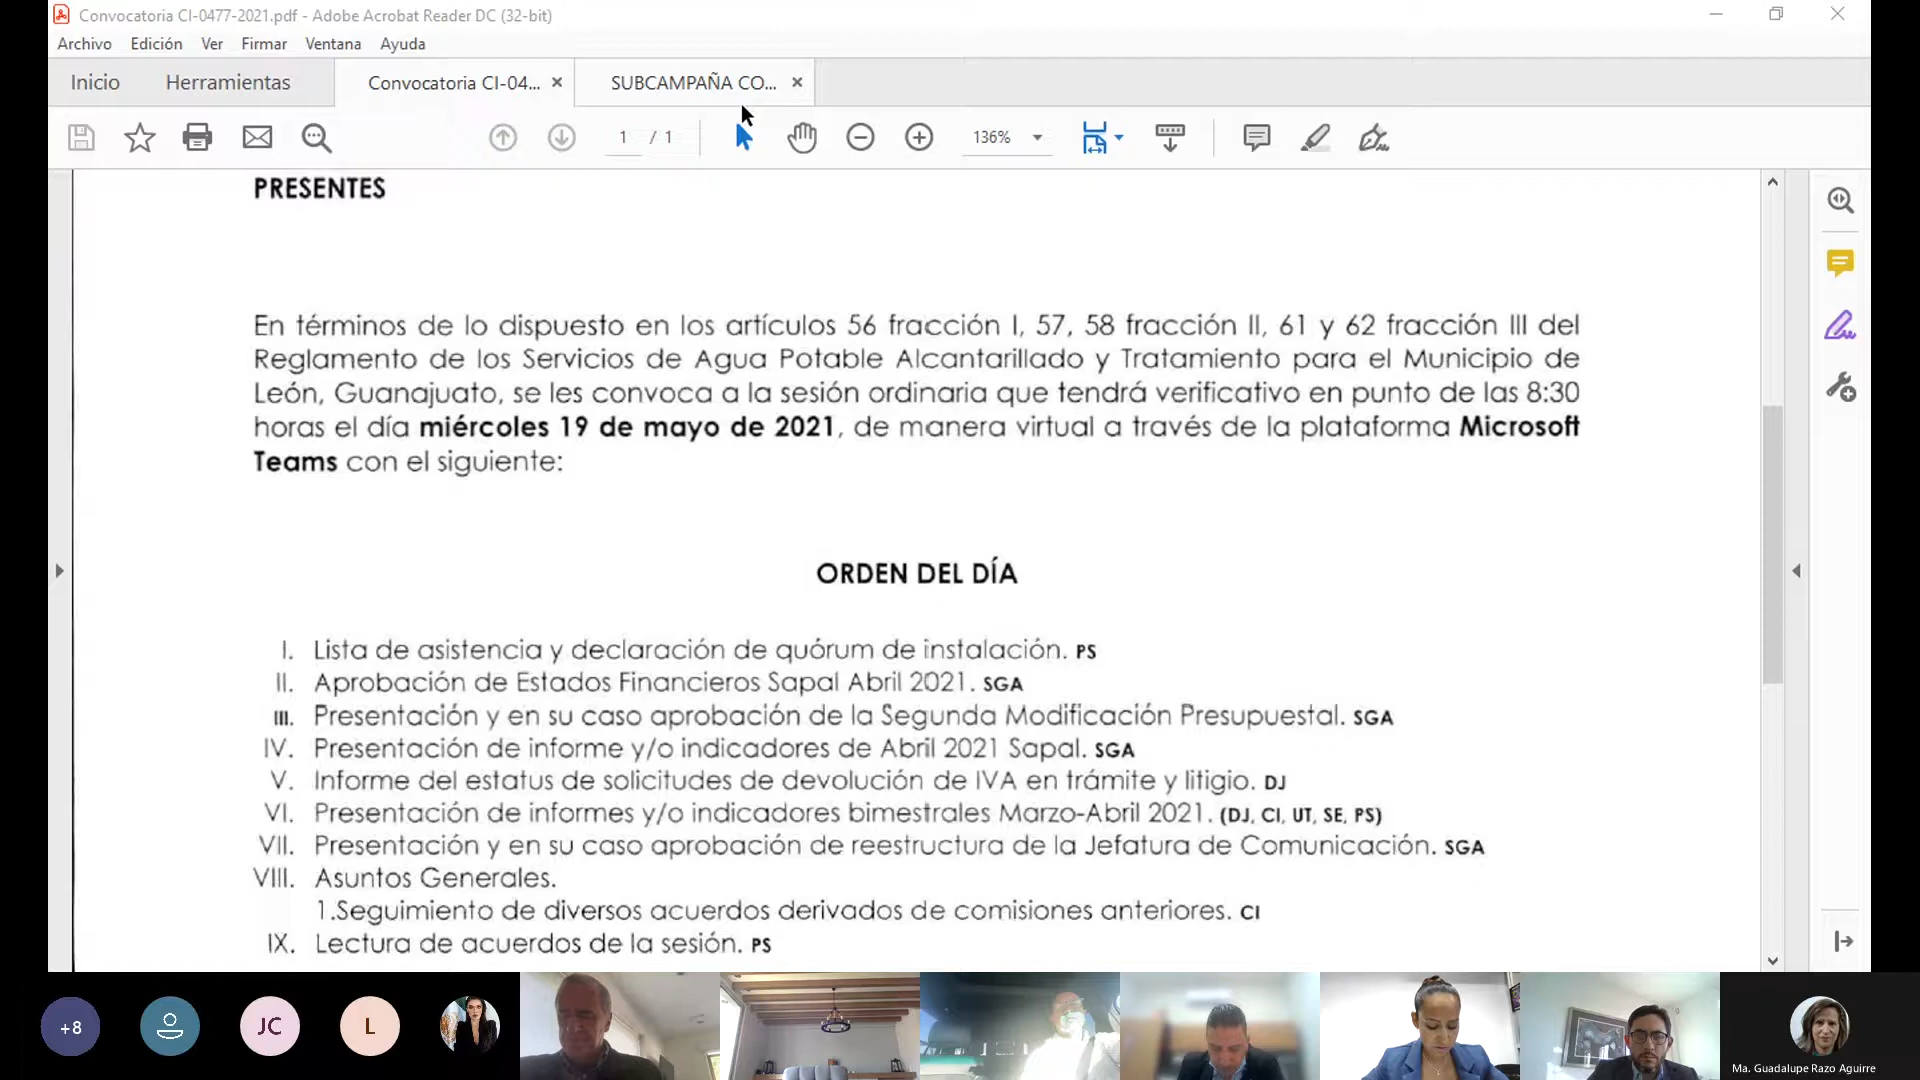 Convocatoria CI-0477-2021.pdf - Adobe Acrobat Reader DC (32-bit)
Archivo Edición Ver Firmar Ventana Ayuda
Inicio Herramientas Convocatoria CI-04... SUBCAMPAÑA CO...
1 / 1 136%
PRESENTES
En términos de lo dispuesto en los artículos 56 fracción I, 57, 58 fracción II, 61 y 62 fracción III del
Reglamento de los Servicios de Agua Potable Alcantarillado y Tratamiento para el Municipio de
León, Guanajuato, se les convoca a la sesión ordinaria que tendrá verificativo en punto de las 8:30
horas el día miércoles 19 de mayo de 2021, de manera virtual a través de la plataforma Microsoft
Teams con el siguiente:
ORDEN DEL DÍA
I. Lista de asistencia y declaración de quórum de instalación. PS
II. Aprobación de Estados Financieros Sapal Abril 2021. SGA
III. Presentación y en su caso aprobación de la Segunda Modificación Presupuestal. SGA
IV. Presentación de informe y/o indicadores de Abril 2021 Sapal. SGA
V. Informe del estatus de solicitudes de devolución de IVA en trámite y litigio. DJ
VI. Presentación de informes y/o indicadores bimestrales Marzo-Abril 2021. (DJ, CI, UT, SE, PS)
VII. Presentación y en su caso aprobación de reestructura de la Jefatura de Comunicación. SGA
VIII. Asuntos Generales.
1.Seguimiento de diversos acuerdos derivados de comisiones anteriores. CI
IX. Lectura de acuerdos de la sesión. PS
+8 JC L
Ma. Guadalupe Razo Aguirre